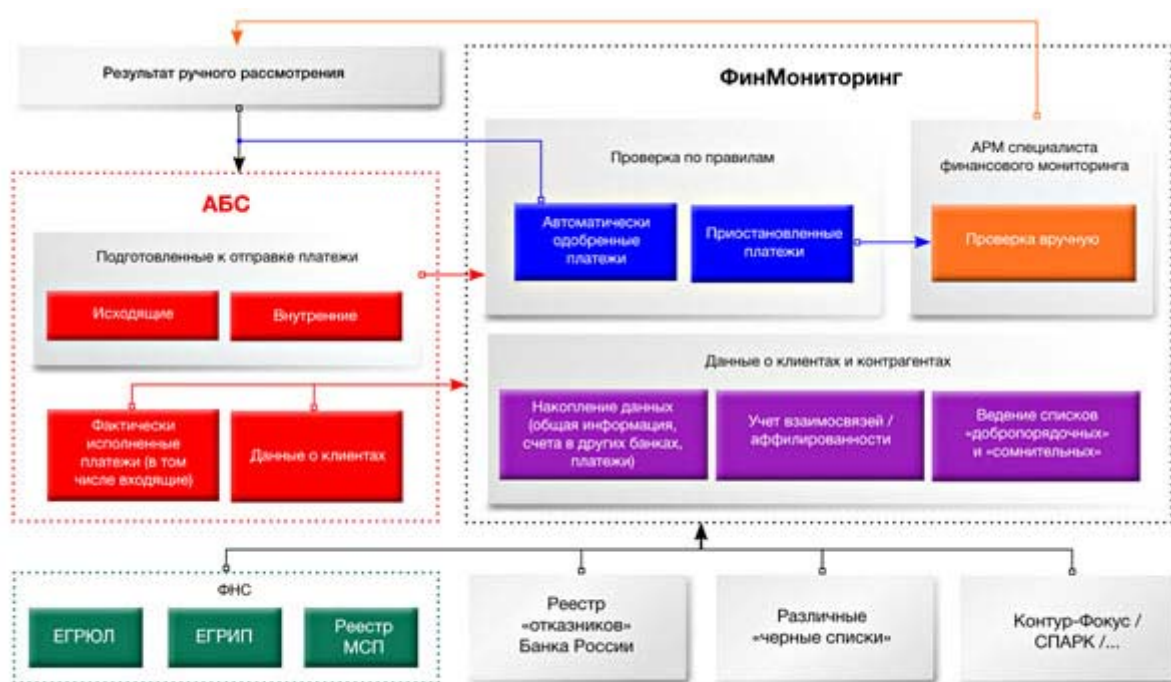 Результат ручного рассмотрения
ФинМониторинг
Проверка по правилам
АРМ специалиста
финансового мониторинга
Автоматически
одобренные
платежи
Приостановленные
платежи
Проверка вручную
АБС
Подготовленные к отправке платежи
Исходящие
Внутренние
Фактически
исполненные
платежи (в том
числе входящие)
Данные о клиентах
Данные о клиентах и контрагентах
Накопление данных
(общая информация,
счета в других банках,
платежи)
Учет взаимосвязей /
аффилированности
Ведение списков
«добропорядочных»
и «сомнительных»
ФНС
ЕГРЮЛ
ЕГРИП
Реестр
МСП
Реестр
«отказников»
Банка России
Различные
«черные списки»
Контур-Фокус /
СПАРК /...